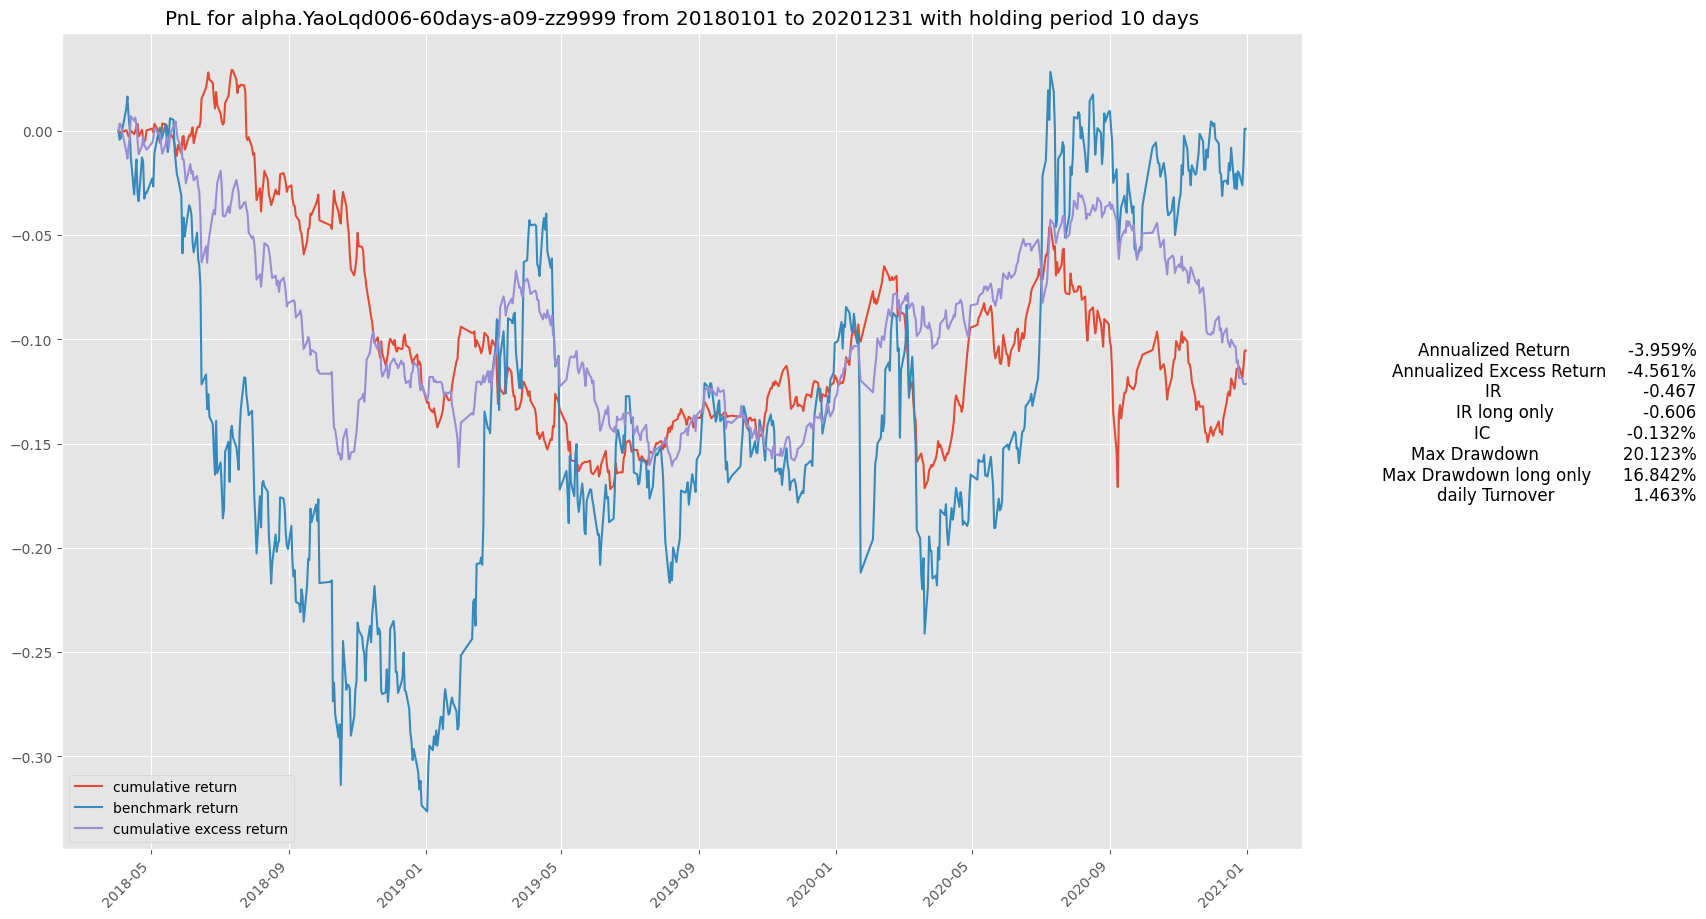 PnL for alpha.YaoLqd006-60days-a09-zz9999 from 20180101 to 20201231 with holding period 10 days
0.00
−0.05
−0.10
−0.15
−0.20
−0.25
−0.30
Annualized Return -3.959%
Annualized Excess Return -4.561%
IR -0.467
IR long only -0.606
IC -0.132%
Max Drawdown 20.123%
Max Drawdown long only 16.842%
daily Turnover 1.463%
cumulative return
benchmark return
cumulative excess return
2018-05
2018-09
2019-01
2019-05
2019-09
2020-01
2020-05
2020-09
2021-01